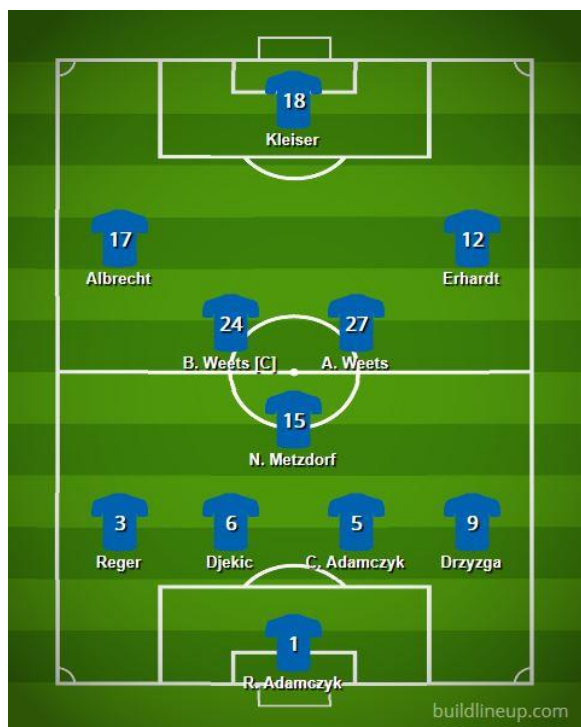 18
Kleiser
17
12
Albrecht
Erhardt
24
27
B. Weets [C]
A. Weets
15
N. Metzdorf
3
6
5
9
Reger
Djekic
C. Adamczyk
Drzyzga
1
R. Adamczyk
buildlineup.com